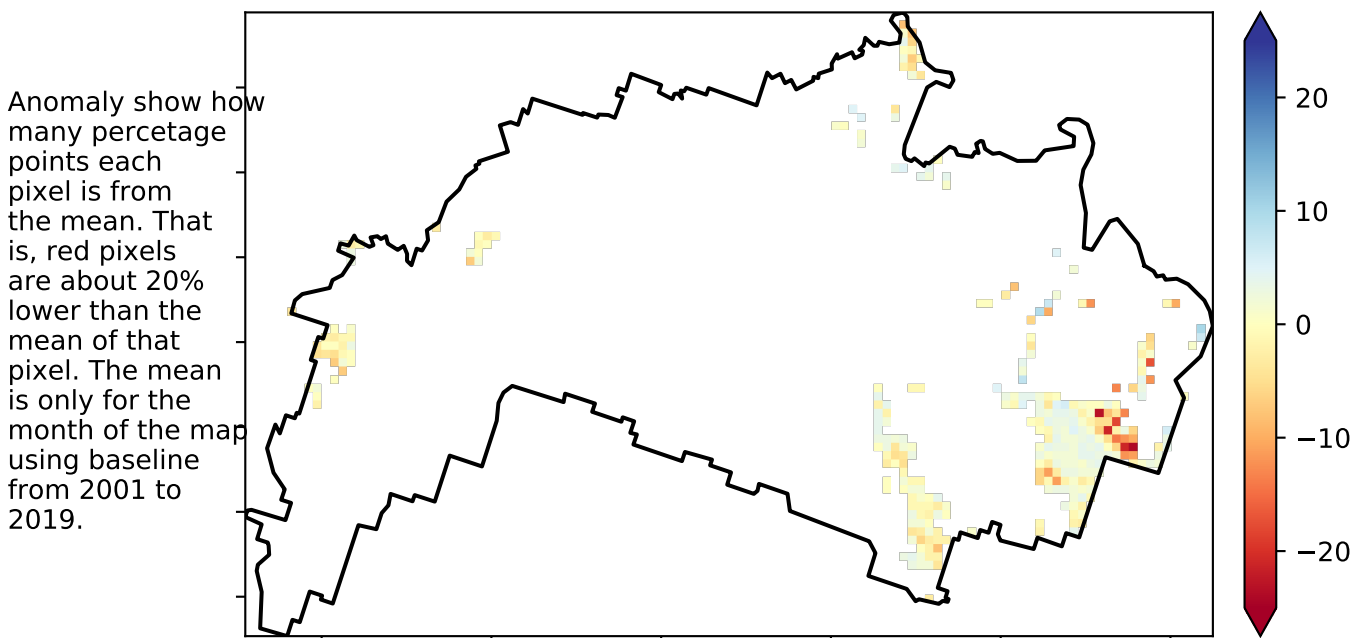 Anomaly show how
many percetage
points each
pixel is from
the mean. That
is, red pixels
are about 20%
lower than the
mean of that
pixel. The mean
is only for the
month of the map
using baseline
from 2001 to
2019.
20
10
0
−10
−20